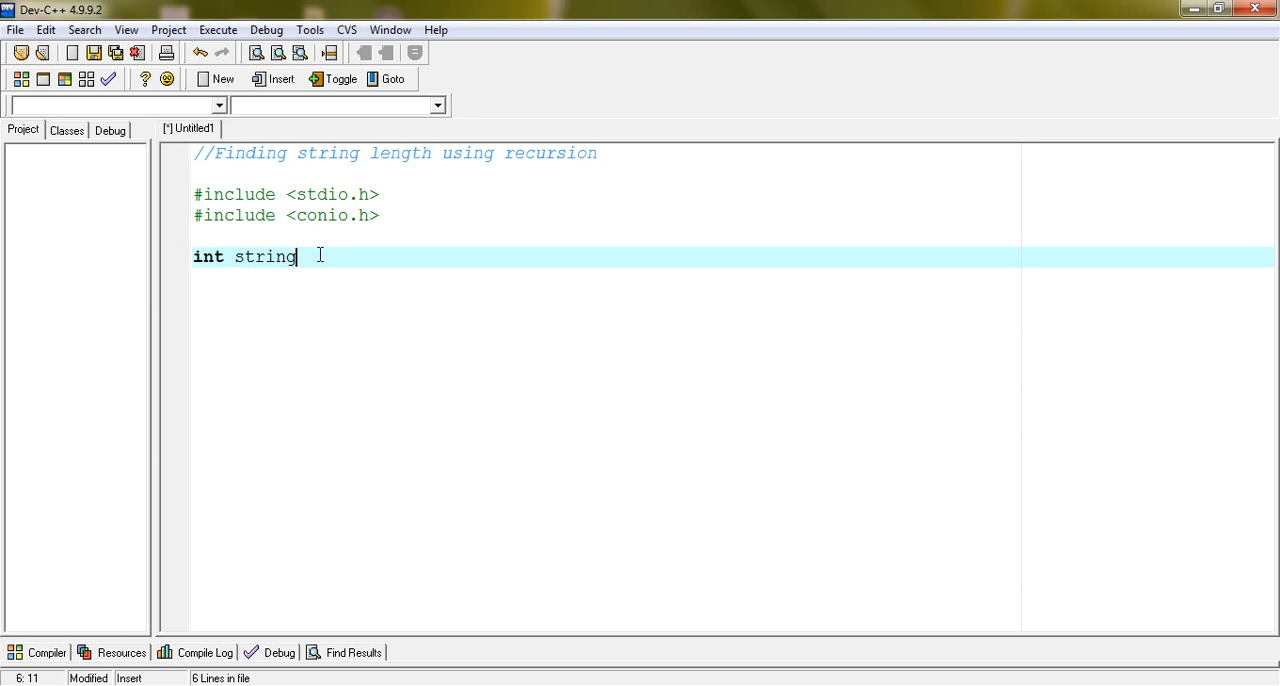 Dev-C++ 4.9.9.2
File Edit Search View Project Execute Debug Tools CVS Window Help
New Insert Toggle Goto
Project Classes Debug [*] Untitled1
//Finding string length using recursion
#include <stdio.h>
#include <conio.h>
int string
Compiler Resources Compile Log Debug Find Results
6: 11 Modified Insert 6 Lines in file